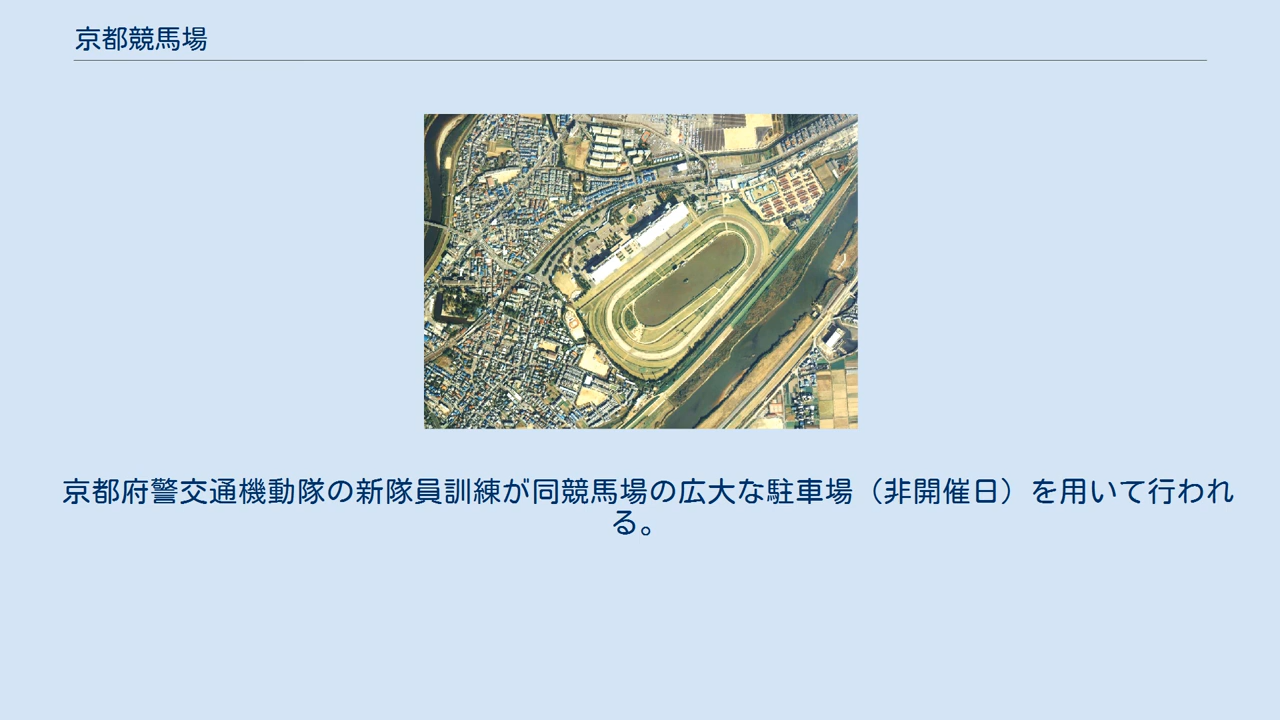 京都競馬場
京都府警交通機動隊の新隊員訓練が同競馬場の広大な駐車場（非開催日）を用いて行われ
る。